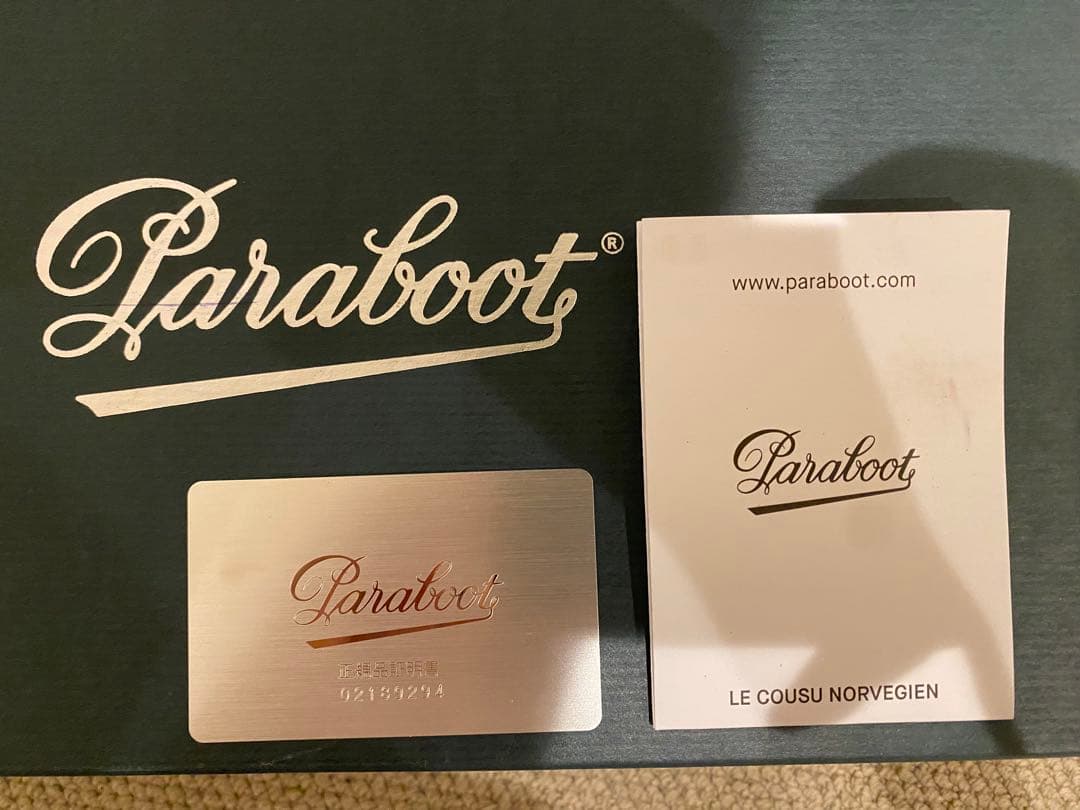 Paraboot®
www.paraboot.com
Paraboot
LE COUSU NORVEGIEN
Paraboot
正規品証明書
02189294